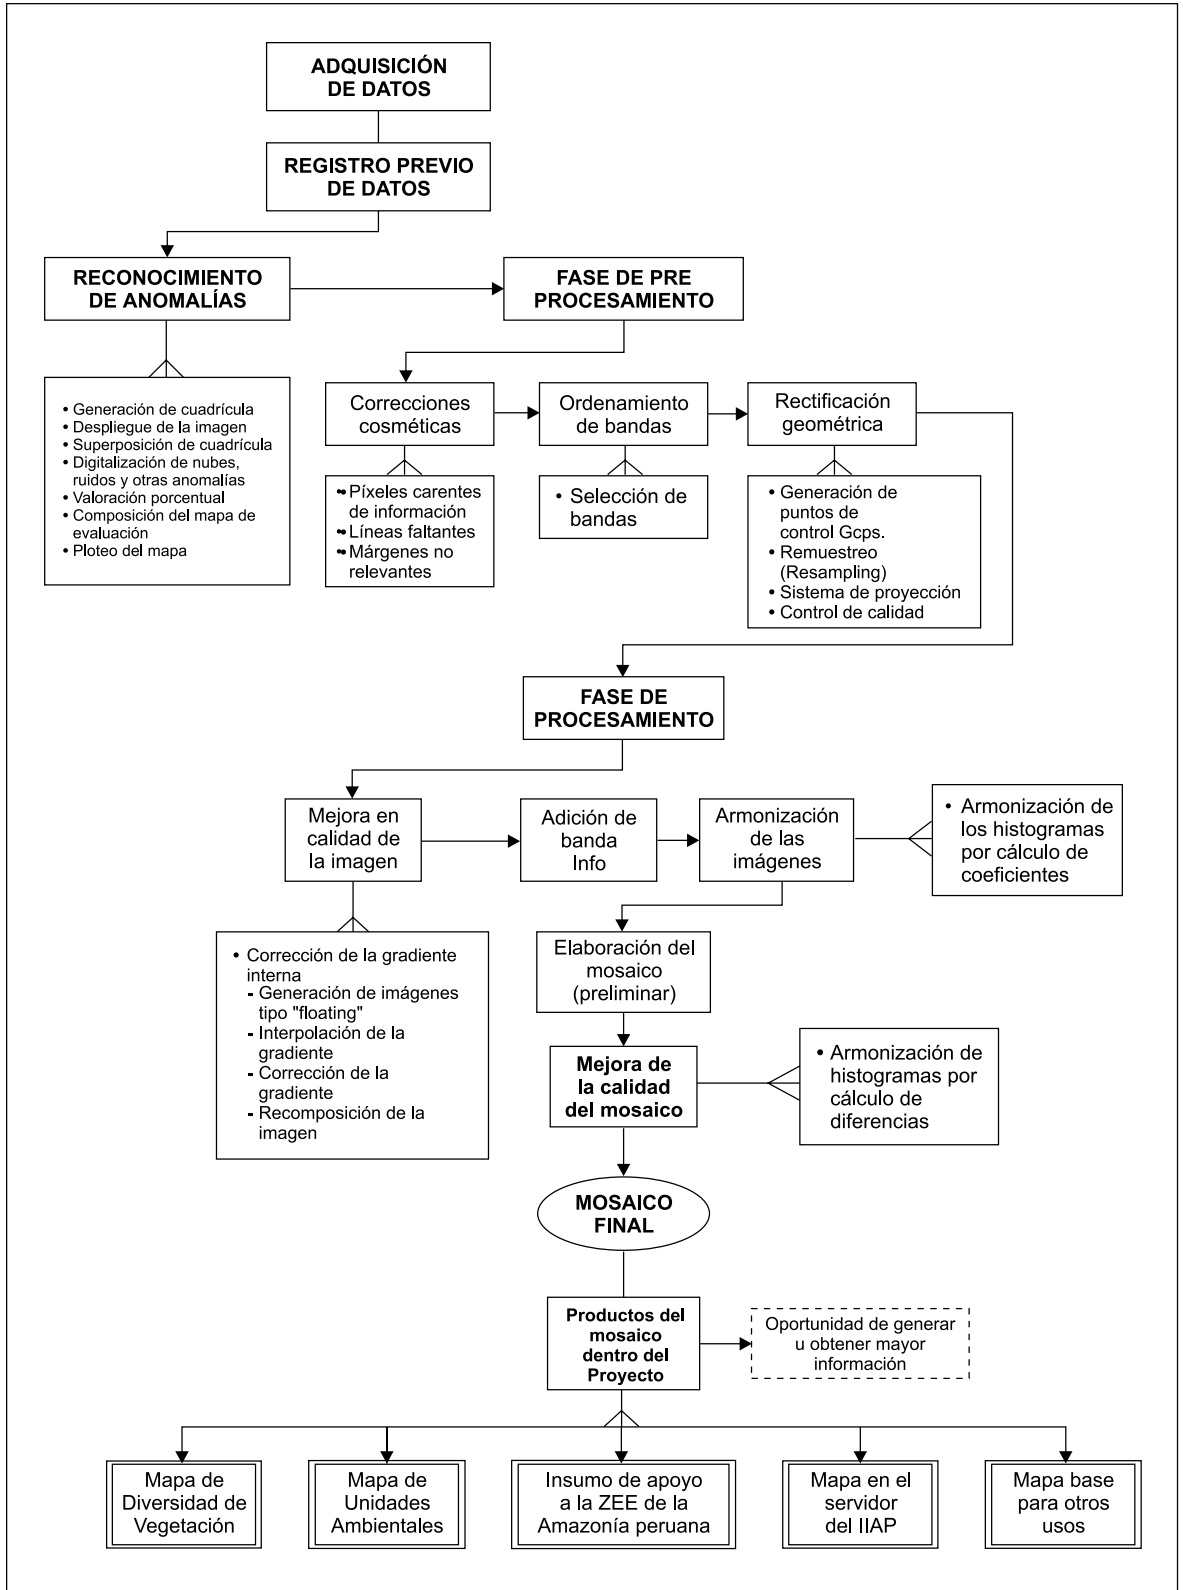 ADQUISICIÓN
DE DATOS
REGISTRO PREVIO
DE DATOS
RECONOCIMIENTO
DE ANOMALÍAS
FASE DE PRE
PROCESAMIENTO
• Generación de cuadrícula
• Despliegue de la imagen
• Superposición de cuadrícula
• Digitalización de nubes,
ruidos y otras anomalías
• Valoración porcentual
• Composición del mapa de
evaluación
• Ploteo del mapa
Correcciones
cosméticas
Ordenamiento
de bandas
Rectificación
geométrica
• Píxeles carentes
de información
• Líneas faltantes
• Márgenes no
relevantes
• Selección de
bandas
• Generación de
puntos de
control Gcps.
• Remuestreo
(Resampling)
• Sistema de proyección
• Control de calidad
FASE DE
PROCESAMIENTO
Mejora en
calidad de
la imagen
Adición de
banda
Info
Armonización
de las
imágenes
• Armonización de
los histogramas
por cálculo de
coeficientes
• Corrección de la gradiente
interna
- Generación de imágenes
tipo "floating"
- Interpolación de la
gradiente
- Corrección de la
gradiente
- Recomposición de la
imagen
Elaboración del
mosaico
(preliminar)
Mejora de
la calidad
del mosaico
• Armonización de
histogramas por
cálculo de
diferencias
MOSAICO
FINAL
Productos del
mosaico
dentro del
Proyecto
Oportunidad de generar
u obtener mayor
información
Mapa de
Diversidad de
Vegetación
Mapa de
Unidades
Ambientales
Insumo de apoyo
a la ZEE de la
Amazonía peruana
Mapa en el
servidor
del IIAP
Mapa base
para otros
usos